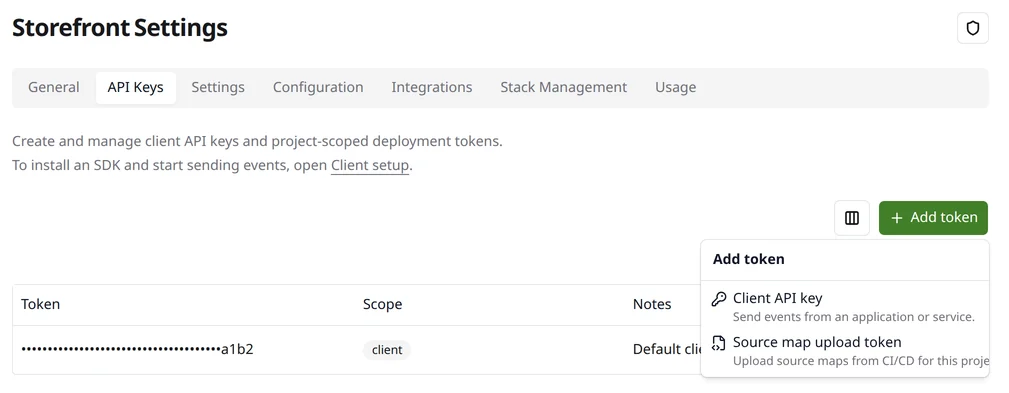 Storefront Settings
General API Keys Settings Configuration Integrations Stack Management Usage
Create and manage client API keys and project-scoped deployment tokens.
To install an SDK and start sending events, open Client setup.
Add token
Add token
Token Scope Notes
Client API key
Send events from an application or service.
••••••••••••••••••••••••••••••••••••••a1b2 client Default
Source map upload token
Upload source maps from CI/CD for this